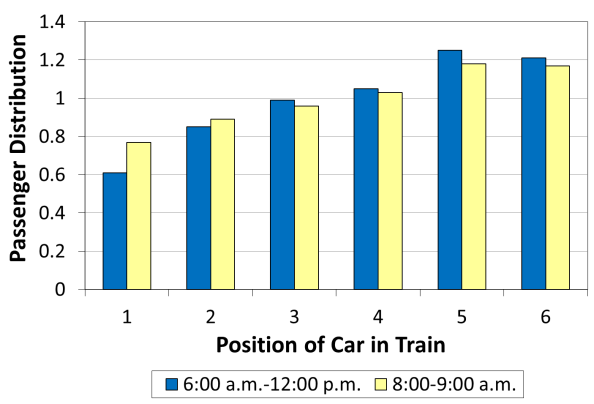 1.4
1.2
1
0.8
0.6
0.4
0.2
0
Passenger Distribution
1 2 3 4 5 6
Position of Car in Train
6:00 a.m.-12:00 p.m. 8:00-9:00 a.m.